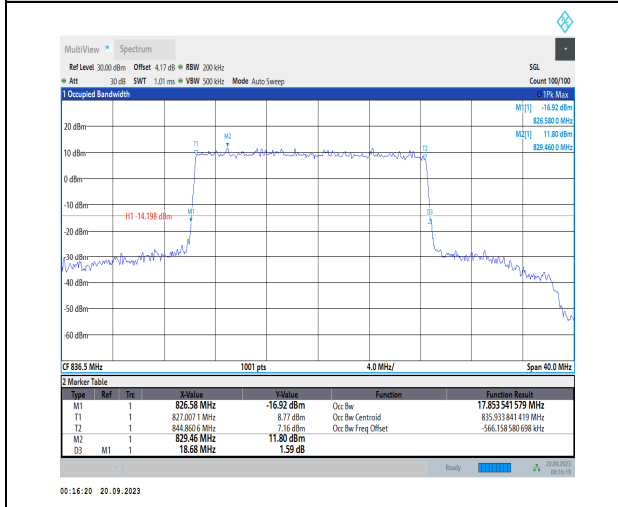 MultiView Spectrum
Ref Level 30.00 dBm Offset 4.17 dB RBW 200 kHz SGL
Att 30 dB SWT 1.01 ms VBW 500 kHz Mode Auto Sweep Count 100/100
1 Occupied Bandwidth 1Pk Max
M1[1] -16.92 dBm
826.580 0 MHz
M2[1] 11.80 dBm
829.460 0 MHz
20 dBm
M2
T1 T2
10 dBm
0 dBm
-10 dBm
H1 -14.198 dBm M1 D3
-20 dBm
-30 dBm
-40 dBm
-50 dBm
-60 dBm
CF 836.5 MHz 1001 pts 4.0 MHz/ Span 40.0 MHz
2 Marker Table
Type Ref Trc X-Value Y-Value Function Function Result
M1 1 826.58 MHz -16.92 dBm Occ Bw 17.853 541 579 MHz
T1 1 827.007 1 MHz 8.77 dBm Occ Bw Centroid 835.933 841 419 MHz
T2 1 844.860 6 MHz 7.16 dBm Occ Bw Freq Offset -566.158 580 698 kHz
M2 1 829.46 MHz 11.80 dBm
D3 M1 1 18.68 MHz 1.59 dB
Ready 20.09.2023
00:16:19
00:16:20 20.09.2023